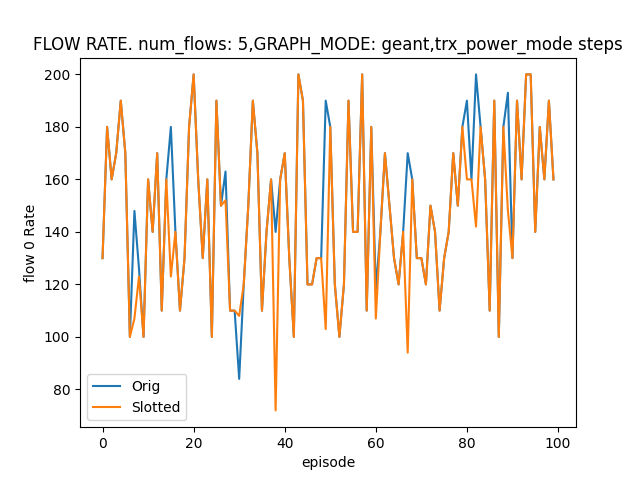 FLOW RATE. num_flows: 5,GRAPH_MODE: geant,trx_power_mode steps
200
180
160
140
120
100
80
flow 0 Rate
Orig
Slotted
0 20 40 60 80 100
episode